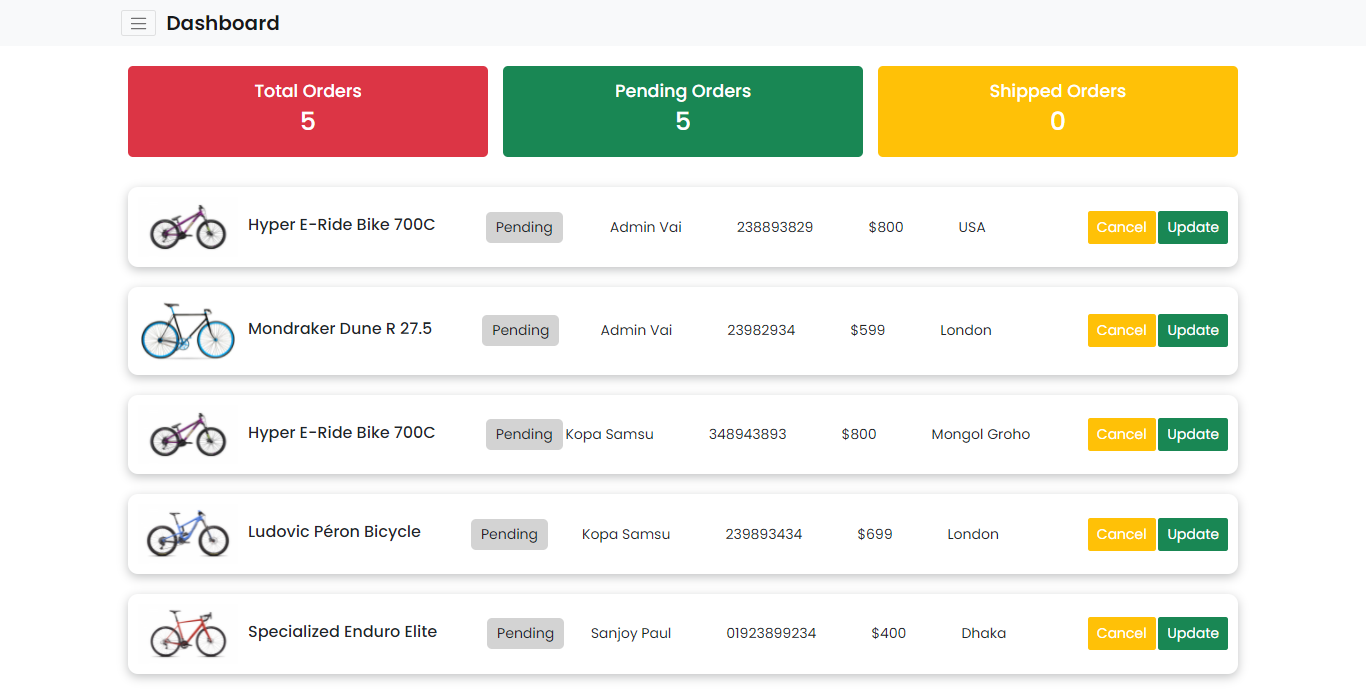 Dashboard
Total Orders
5
Pending Orders
5
Shipped Orders
0
Hyper E-Ride Bike 700C Pending Admin Vai 238893829 $800 USA Cancel Update
Mondraker Dune R 27.5 Pending Admin Vai 23982934 $599 London Cancel Update
Hyper E-Ride Bike 700C Pending Kopa Samsu 348943893 $800 Mongol Groho Cancel Update
Ludovic Péron Bicycle Pending Kopa Samsu 239893434 $699 London Cancel Update
Specialized Enduro Elite Pending Sanjoy Paul 01923899234 $400 Dhaka Cancel Update